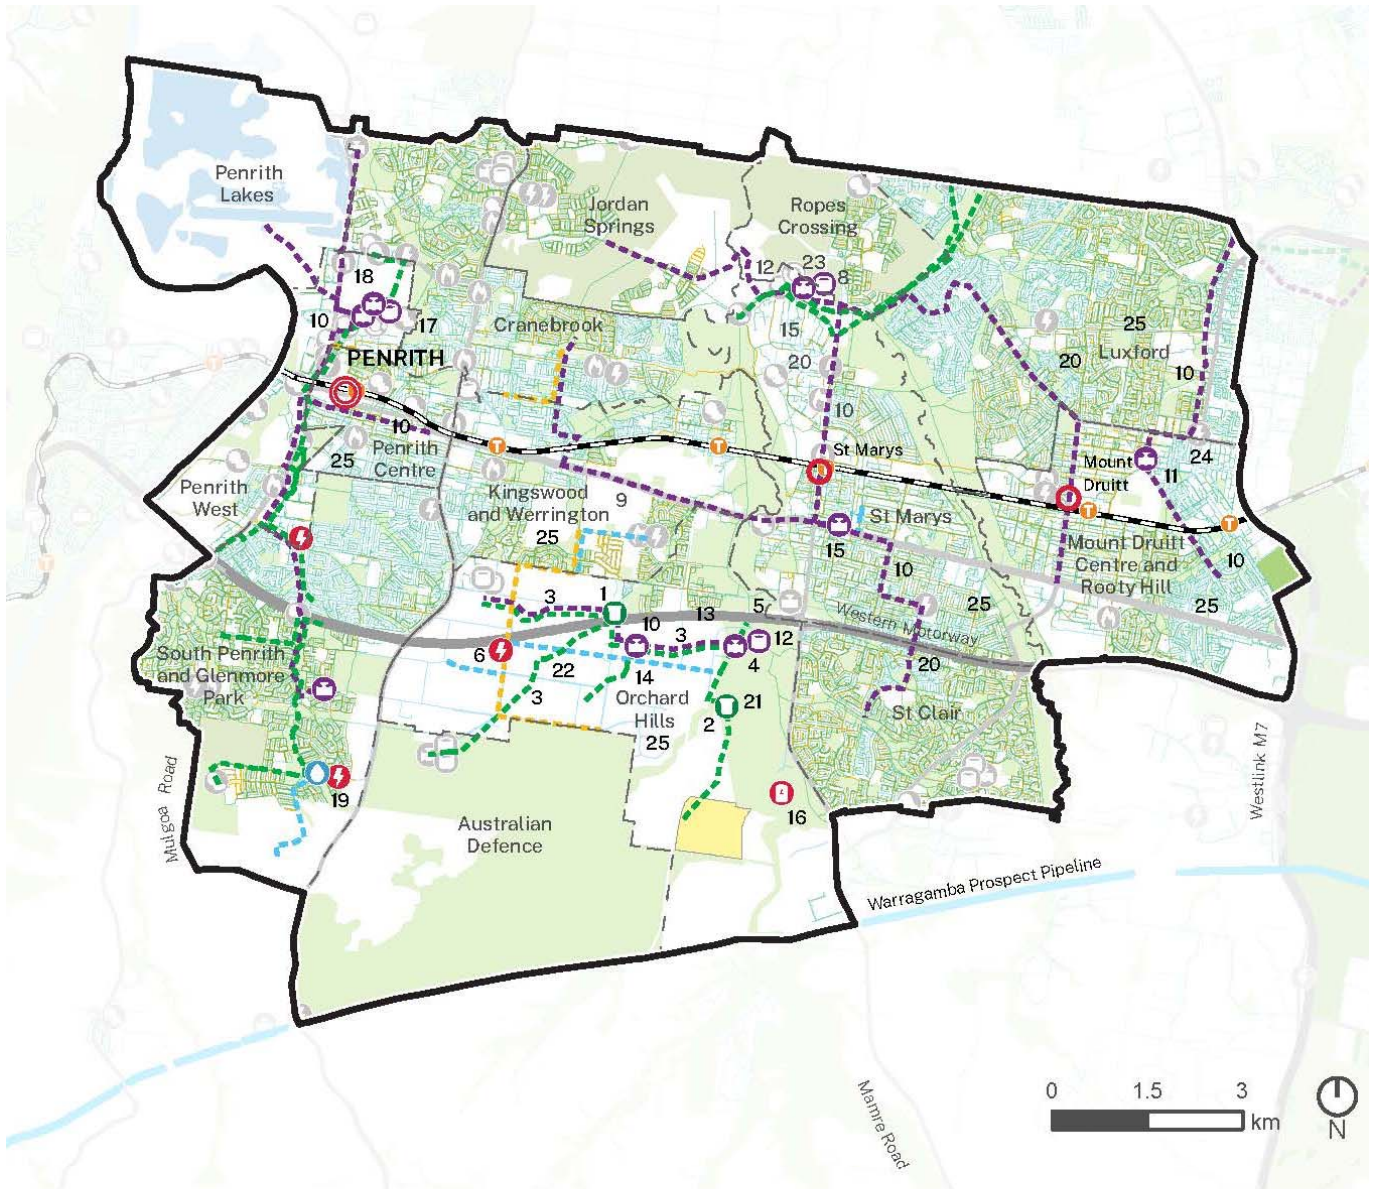 Penrith
Lakes
Jordan
Springs
Ropes
Crossing
12
23
8
18
10
17
Cranebrook
15
20
25
20
Luxford
10
PENRITH
T
10
10
Penrith
Centre
25
T
T
St Marys
Mount
Druitt
11
24
T
T
Penrith
West
Kingswood
and Werrington
25
9
St Marys
15
10
Mount Druitt
Centre and
Rooty Hill
10
25
25
3
1
13
5
Western Motorway
10
3
12
4
6
22
14
3
Orchard
Hills
25
21
2
20
St Clair
South Penrith
and Glenmore
Park
19
16
Mulgoa Road
Australian
Defence
Westlink M7
Warragamba Prospect Pipeline
Mamre Road
0 1.5 3
km
N